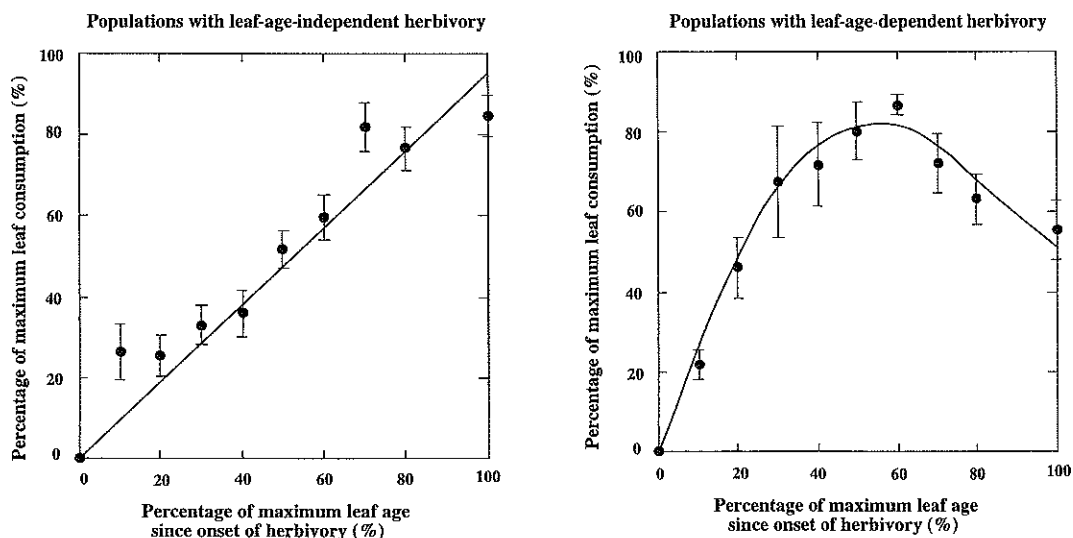 Populations with leaf-age-independent herbivory
Percentage of maximum leaf consumption (%)
100
80
60
40
20
0
0 20 40 60 80 100
Percentage of maximum leaf age
since onset of herbivory (%)
Populations with leaf-age-dependent herbivory
Percentage of maximum leaf consumption (%)
100
80
60
40
20
0
0 20 40 60 80 100
Percentage of maximum leaf age
since onset of herbivory (%)